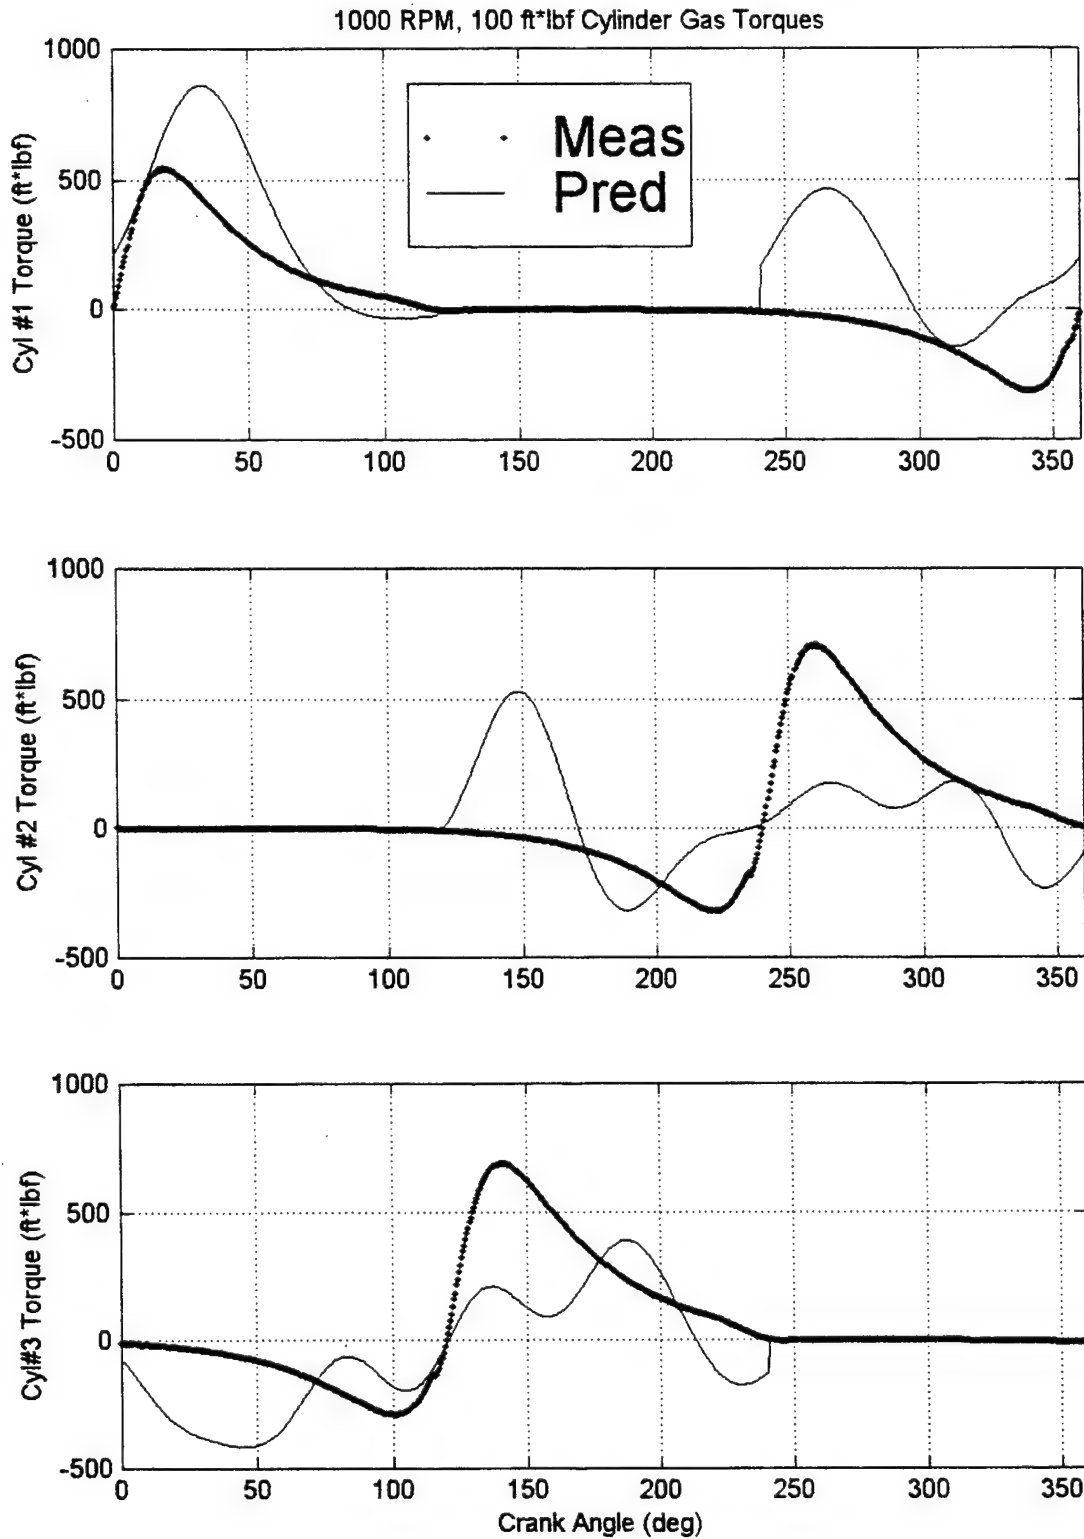 1000 RPM, 100 ft*lbf Cylinder Gas Torques
1000
500
0
-500
Cyl #1 Torque (ft*lbf)
Meas
Pred
0 50 100 150 200 250 300 350
1000
500
0
-500
Cyl #2 Torque (ft*lbf)
0 50 100 150 200 250 300 350
1000
500
0
-500
Cyl#3 Torque (ft*lbf)
0 50 100 150 200 250 300 350
Crank Angle (deg)